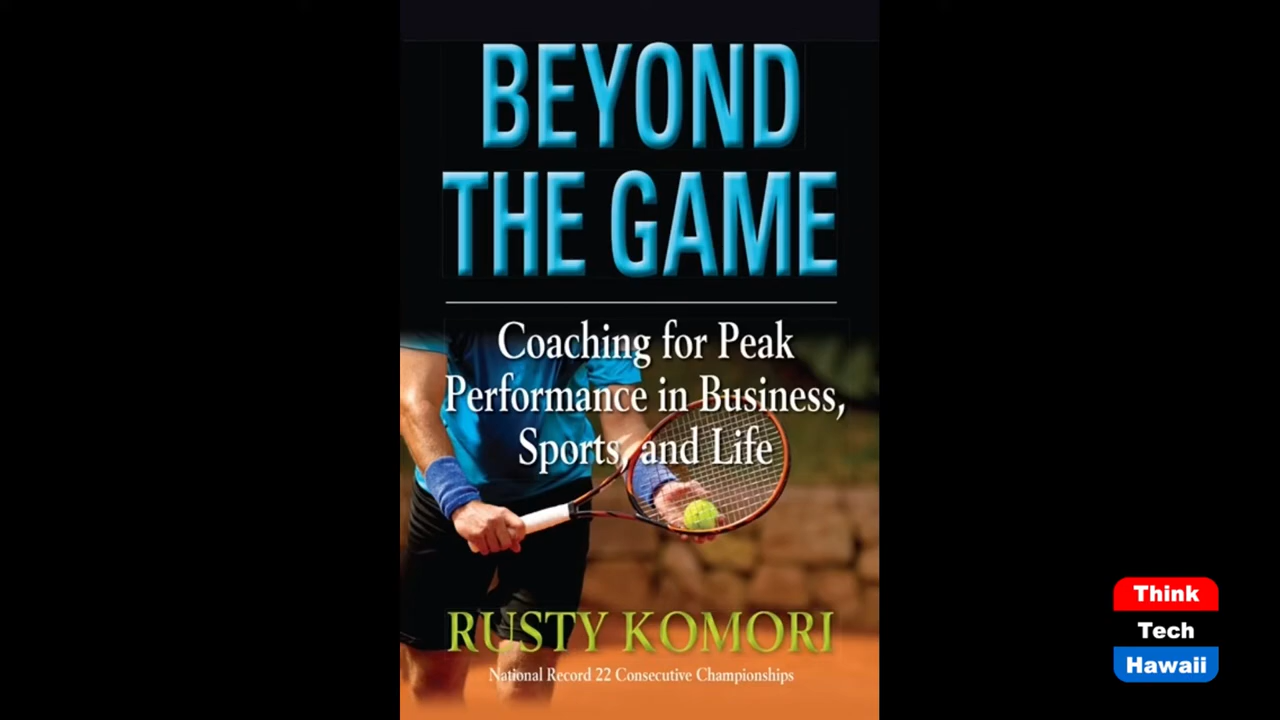 BEYOND
THE GAME
Coaching for Peak
Performance in Business,
Sports, and Life
RUSTY KOMORI
National Record 22 Consecutive Championships
Think
Tech
Hawaii